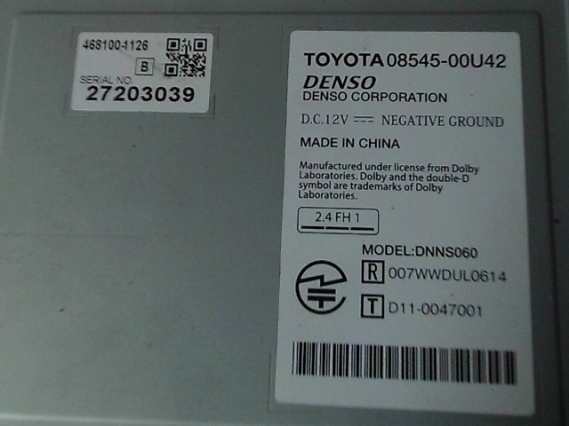 468100-1126
B
SERIAL NO.
27203039
TOYOTA 08545-00U42
DENSO
DENSO CORPORATION
D.C.12V NEGATIVE GROUND
MADE IN CHINA
Manufactured under license from Dolby
Laboratories. Dolby and the double-D
symbol are trademarks of Dolby
Laboratories.
2.4 FH 1
MODEL:DNNS060
R 007WWDUL0614
T D11-0047001